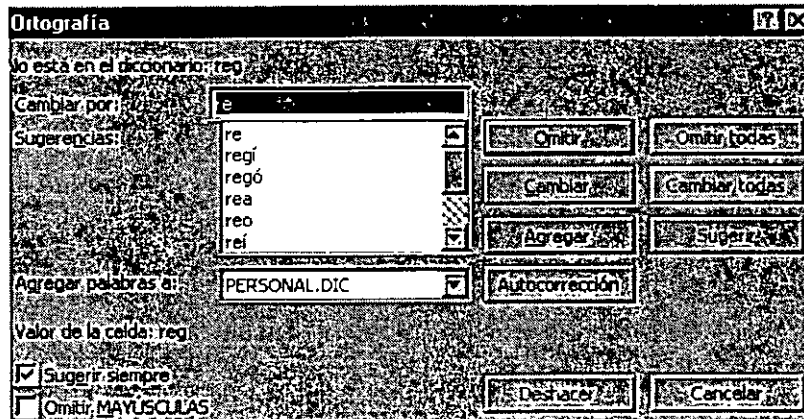 Ortografía
No está en el diccionario: reg
Cambiar por: re
Sugerencias:
re
regí
regó
rea
reo
reí
Omitir
Omitir todas
Cambiar
Cambiar todas
Agregar
Sugerir
Agregar palabras a: PERSONAL.DIC
Autocorrección
Valor de la celda: reg
Sugerir siempre
Omitir MAYÚSCULAS
Deshacer
Cancelar